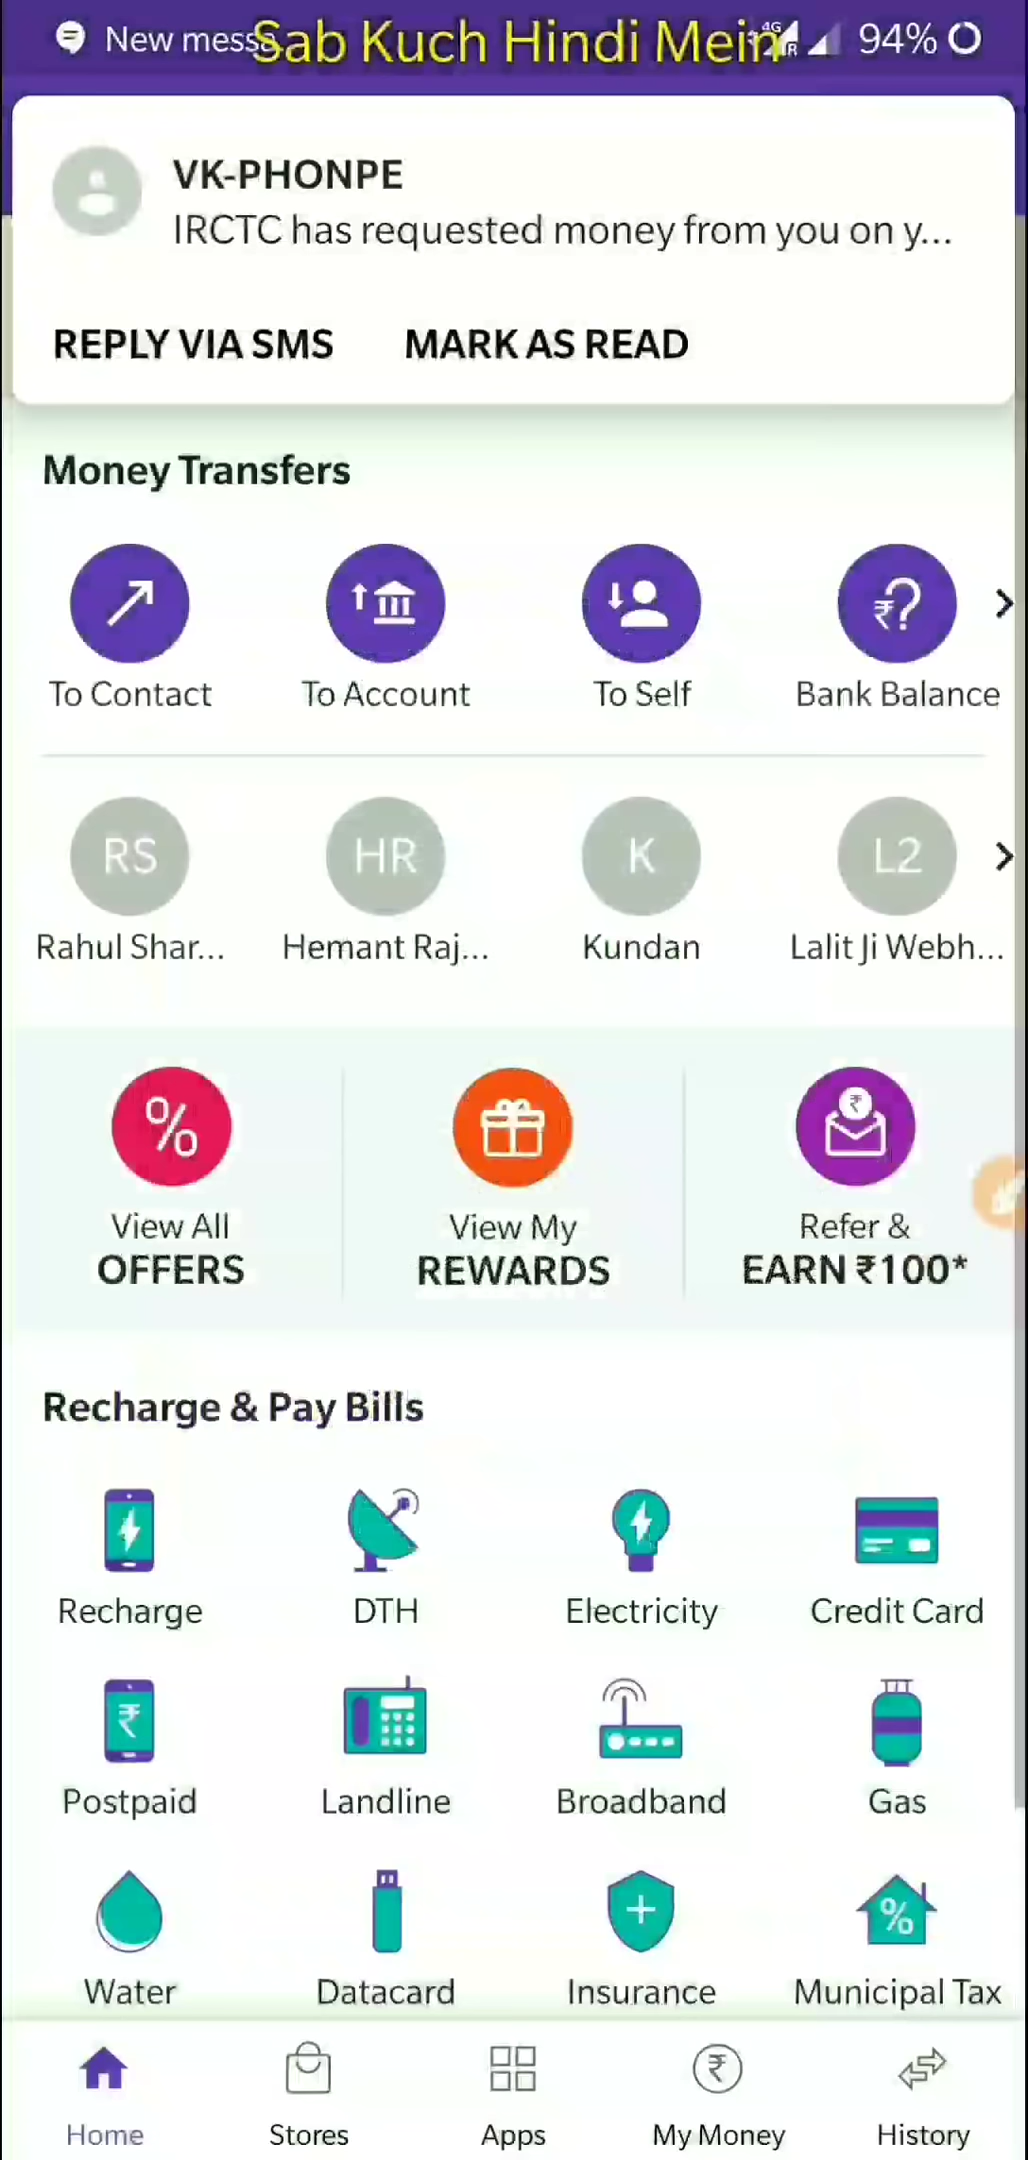 New mess
Sab Kuch Hindi Mein
4G
R
94%
VK-PHONPE
IRCTC has requested money from you on y...
REPLY VIA SMS MARK AS READ
Money Transfers
To Contact To Account To Self Bank Balance
RS HR K L2
Rahul Shar... Hemant Raj... Kundan Lalit Ji Webh...
View All View My Refer &
OFFERS REWARDS EARN ₹100*
Recharge & Pay Bills
Recharge DTH Electricity Credit Card
Postpaid Landline Broadband Gas
Water Datacard Insurance Municipal Tax
Home Stores Apps My Money History